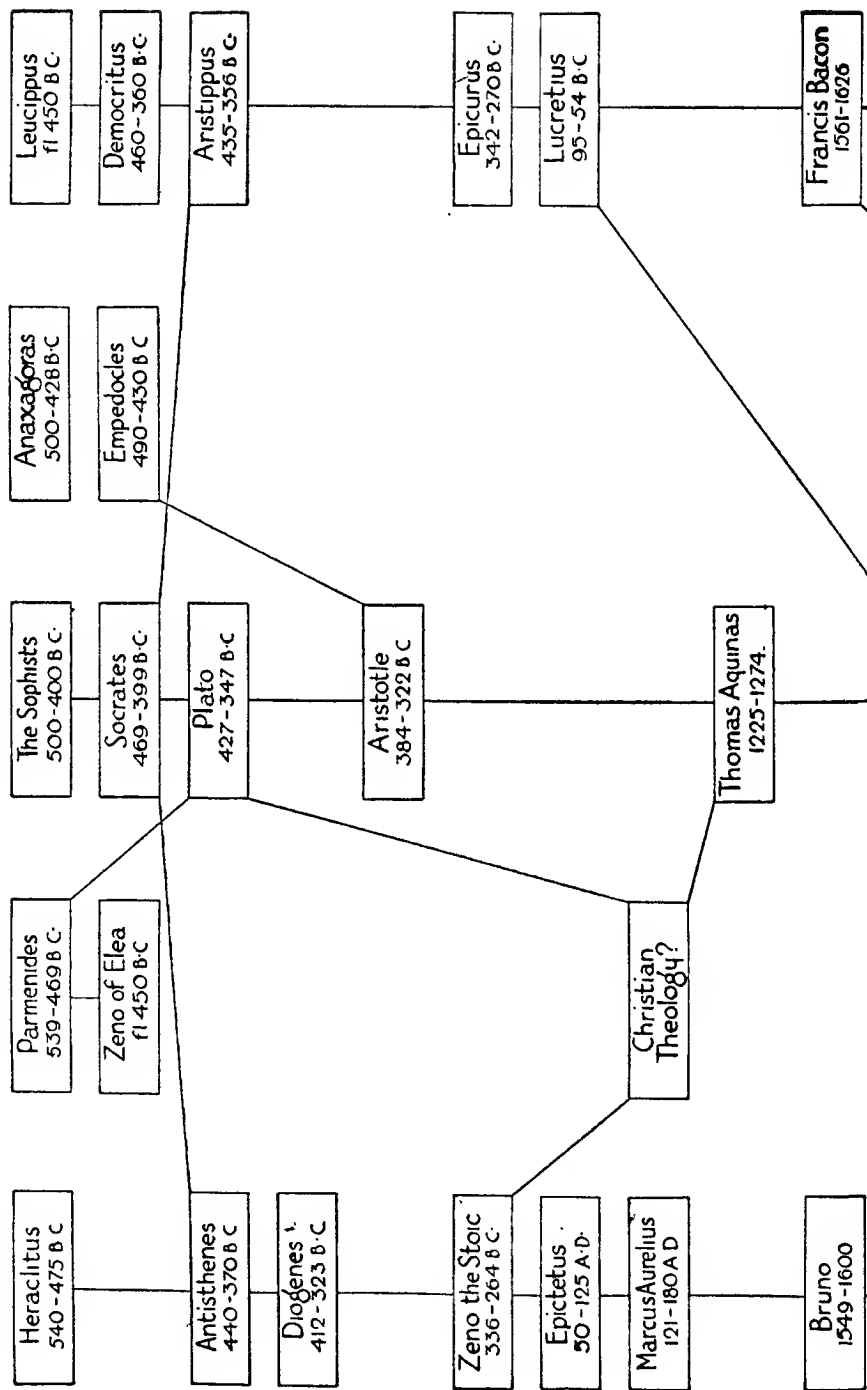 Heraclitus
540-475 B C
Parmenides
539-469 B C.
The Sophists
500-400 B C.
Anaxagoras
500-428 B.C
Leucippus
fl 450 B C.
Zeno of Elea
fl 450 B.C
Socrates
469-399 B.C.
Empedocles
490-430 B C
Democritus
460-360 B.C.
Antisthenes
440-370 B C
Plato
427-347 B.C
Aristippus
435-356 B C.
Diogenes
412-323 B.C
Aristotle
384-322 B C
Zeno the Stoic
336-264 B C.
Epicurus
342-270 B C.
Epictetus
50-125 A.D.
Lucretius
95-54 B.C
Marcus Aurelius
121-180 A D
Christian
Theology?
Thomas Aquinas
1225-1274.
Bruno
1549-1600
Francis Bacon
1561-1626